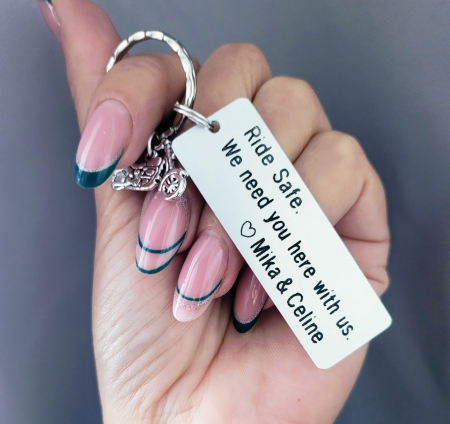 Ride Safe.
We need you here with us.
♡ Mika & Celine